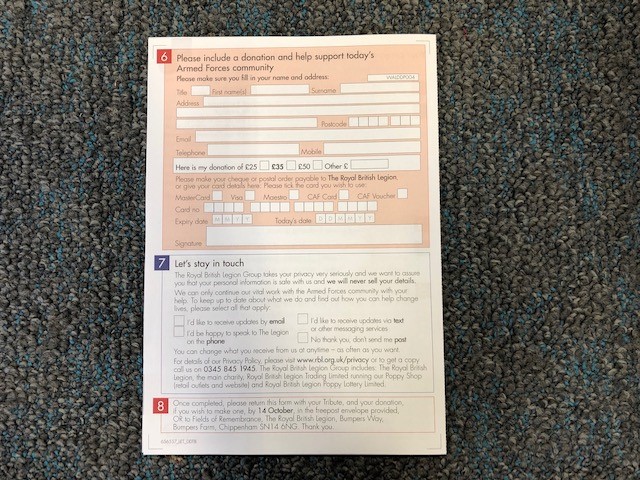 6 Please include a donation and help support today's
Armed Forces community
Please make sure you fill in your name and address:
Title First name(s) Surname
Address
Postcode
Email
Telephone Mobile
Here is my donation of £25 £35 £50 Other £
Please make your cheque or postal order payable to The Royal British Legion,
or give your card details here. Please tick the card you wish to use:
MasterCard Visa Maestro CAF Card CAF Voucher
Card no
Expiry date M M Y Y Today's date D D M M Y Y
Signature
7 Let's stay in touch
The Royal British Legion Group takes your privacy very seriously and we want to assure
you that your personal information is safe with us and we will never sell your details.
We can only continue our vital work with the Armed Forces community with your
help. To keep up to date about what we do and find out how you can help change
lives, please select all that apply:
I'd like to receive updates by email
I'd be happy to speak to The Legion
on the phone
I'd like to receive updates via text
or other messaging services
No thank you, don't send me post
You can change what you receive from us at anytime – as often as you want.
For details of our Privacy Policy, please visit www.rbl.org.uk/privacy or to get a copy
call us on 0345 845 1945. The Royal British Legion Group includes: The Royal British
Legion, the main charity, Royal British Legion Trading Limited running our Poppy Shop
(retail outlets and website) and Royal British Legion Poppy Lottery Limited.
8 Once completed, please return this form with your Tribute, and your donation,
if you wish to make one, by 14 October, in the freepost envelope provided,
OR to Fields of Remembrance, The Royal British Legion, Bumpers Way,
Bumpers Farm, Chippenham SN14 6NG. Thank you.